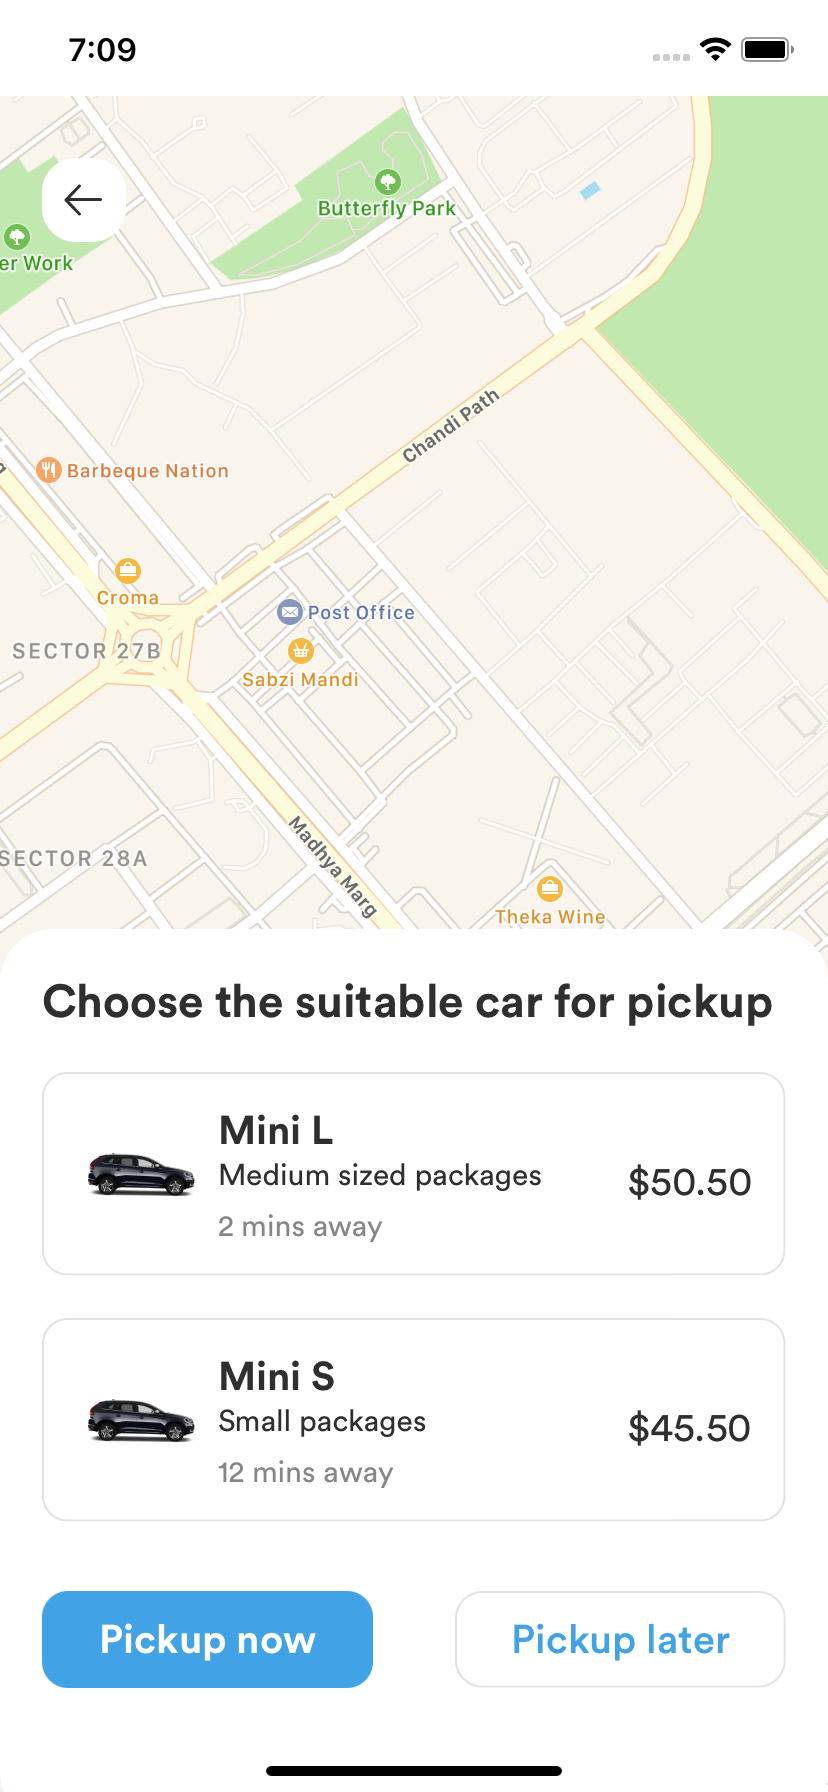 7:09
Butterfly Park
er Work
Chandi Path
Barbeque Nation
Croma
Post Office
SECTOR 27B
Sabzi Mandi
Madhya Marg
SECTOR 28A
Theka Wine
Choose the suitable car for pickup
Mini L
Medium sized packages
$50.50
2 mins away
Mini S
Small packages
$45.50
12 mins away
Pickup now
Pickup later